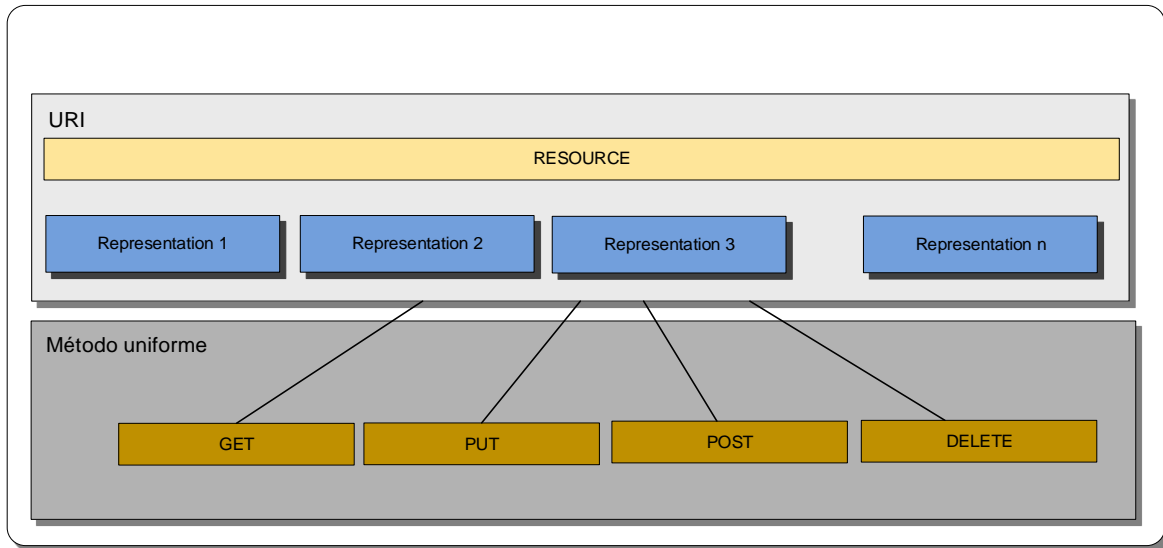 URI
RESOURCE
Representation 1
Representation 2
Representation 3
Representation n
Método uniforme
GET
PUT
POST
DELETE